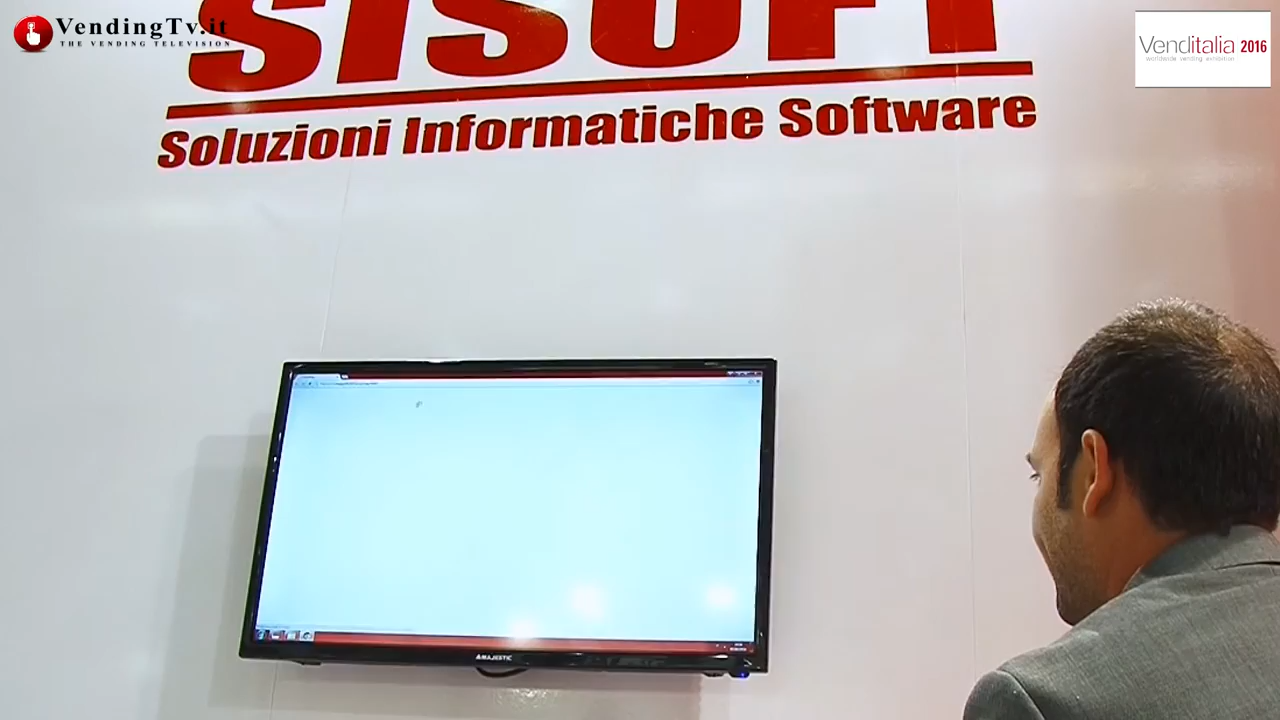 VendingTv.it
THE VENDING TELEVISION
Venditalia 2016
worldwide vending exhibition
SISOFT
Soluzioni Informatiche Software
MAJESTIC